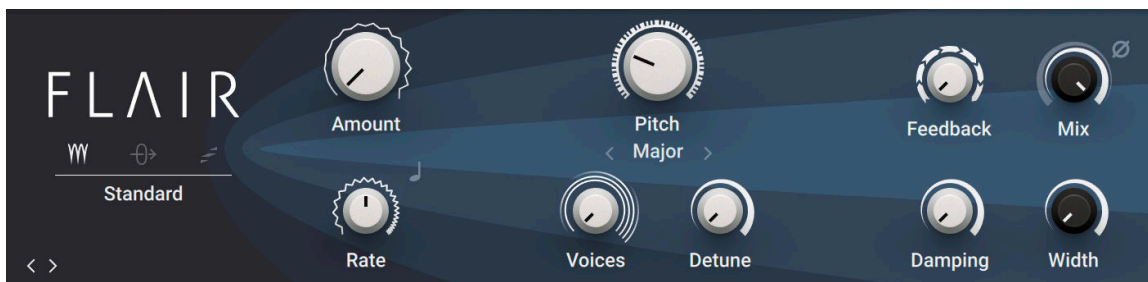 FLAIR
Standard
Amount
Rate
Pitch
Major
Voices
Detune
Feedback
Mix
Damping
Width